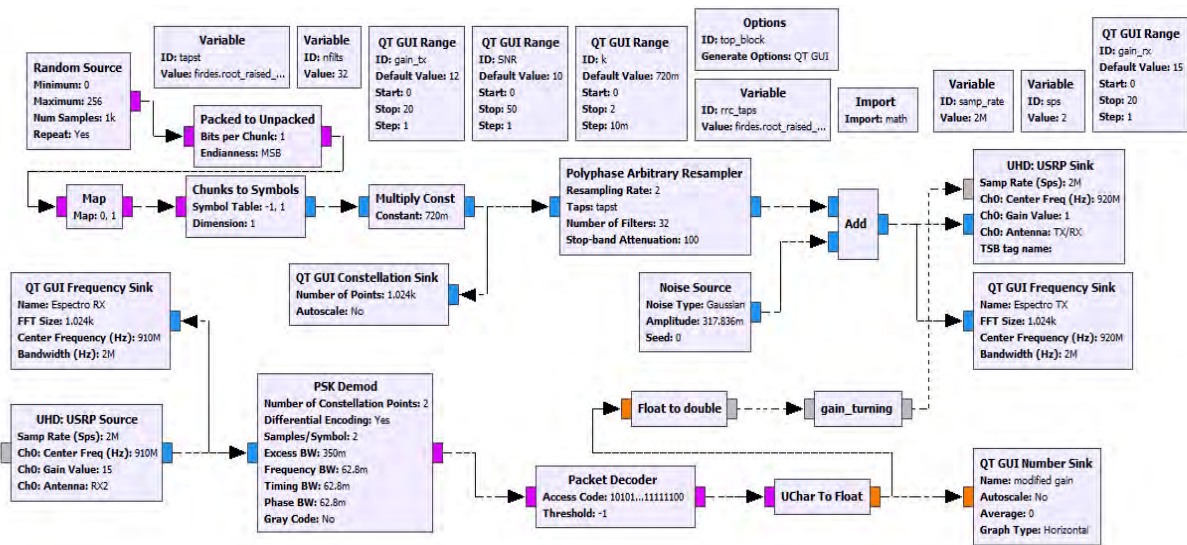 Random Source
Minimum: 0
Maximum: 256
Num Samples: 1k
Repeat: Yes
Variable
ID: tapst
Value: firdes.root_raised_...
Variable
ID: nfilts
Value: 32
QT GUI Range
ID: gain_tx
Default Value: 12
Start: 0
Stop: 20
Step: 1
QT GUI Range
ID: SNR
Default Value: 10
Start: 0
Stop: 50
Step: 1
QT GUI Range
ID: k
Default Value: 720m
Start: 0
Stop: 2
Step: 10m
Options
ID: top_block
Generate Options: QT GUI
Variable
ID: rrc_taps
Value: firdes.root_raised_...
Import
Import: math
Variable
ID: samp_rate
Value: 2M
Variable
ID: sps
Value: 2
QT GUI Range
ID: gain_rx
Default Value: 15
Start: 0
Stop: 20
Step: 1
Packed to Unpacked
Bits per Chunk: 1
Endianness: MSB
Map
Map: 0, 1
Chunks to Symbols
Symbol Table: -1, 1
Dimension: 1
Multiply Const
Constant: 720m
Polyphase Arbitrary Resampler
Resampling Rate: 2
Taps: tapst
Number of Filters: 32
Stop-band Attenuation: 100
Add
UHD: USRP Sink
Samp Rate (Sps): 2M
Ch0: Center Freq (Hz): 920M
Ch0: Gain Value: 1
Ch0: Antenna: TX/RX
TSB tag name:
QT GUI Frequency Sink
Name: Espectro RX
FFT Size: 1.024k
Center Frequency (Hz): 910M
Bandwidth (Hz): 2M
QT GUI Constellation Sink
Number of Points: 1.024k
Autoscale: No
Noise Source
Noise Type: Gaussian
Amplitude: 317.836m
Seed: 0
QT GUI Frequency Sink
Name: Espectro TX
FFT Size: 1.024k
Center Frequency (Hz): 920M
Bandwidth (Hz): 2M
UHD: USRP Source
Samp Rate (Sps): 2M
Ch0: Center Freq (Hz): 910M
Ch0: Gain Value: 15
Ch0: Antenna: RX2
PSK Demod
Number of Constellation Points: 2
Differential Encoding: Yes
Samples/Symbol: 2
Excess BW: 350m
Frequency BW: 62.8m
Timing BW: 62.8m
Phase BW: 62.8m
Gray Code: No
Float to double
gain_turning
Packet Decoder
Access Code: 10101...11111100
Threshold: -1
UChar To Float
QT GUI Number Sink
Name: modified gain
Autoscale: No
Average: 0
Graph Type: Horizontal